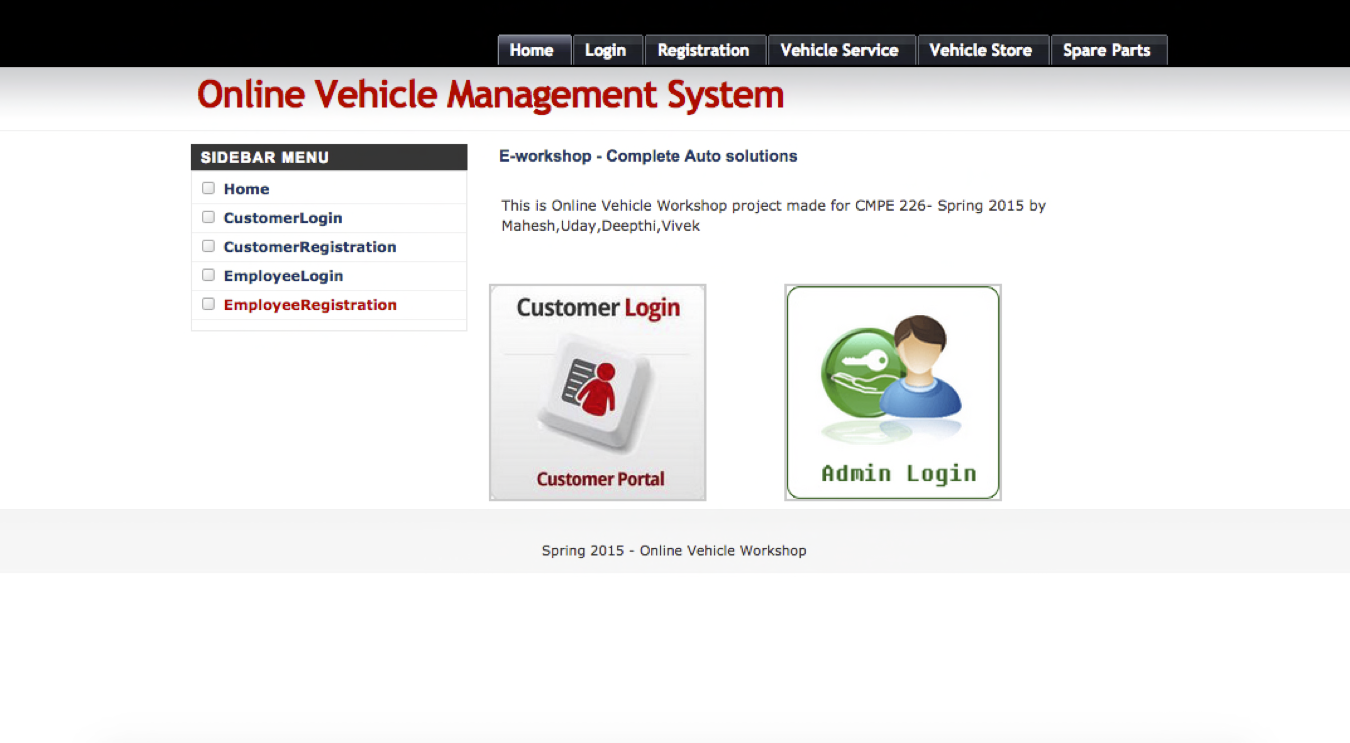 Home Login Registration Vehicle Service Vehicle Store Spare Parts
Online Vehicle Management System
SIDEBAR MENU
Home
CustomerLogin
CustomerRegistration
EmployeeLogin
EmployeeRegistration
E-workshop - Complete Auto solutions
This is Online Vehicle Workshop project made for CMPE 226- Spring 2015 by
Mahesh,Uday,Deepthi,Vivek
Customer Login
Customer Portal
Admin Login
Spring 2015 - Online Vehicle Workshop